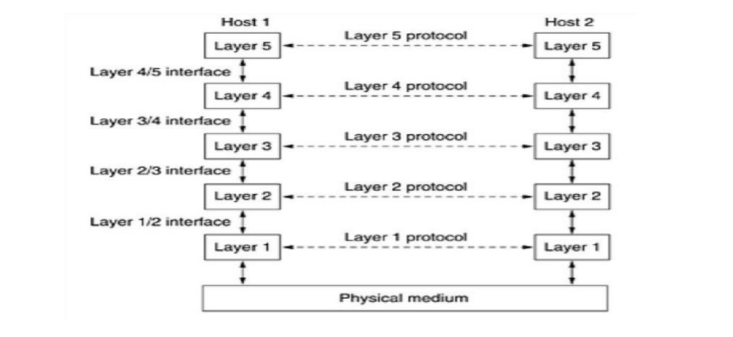 Host 1 Host 2
Layer 5 Layer 5 protocol Layer 5
Layer 4/5 interface
Layer 4 Layer 4 protocol Layer 4
Layer 3/4 interface
Layer 3 Layer 3 protocol Layer 3
Layer 2/3 interface
Layer 2 Layer 2 protocol Layer 2
Layer 1/2 interface
Layer 1 Layer 1 protocol Layer 1
Physical medium